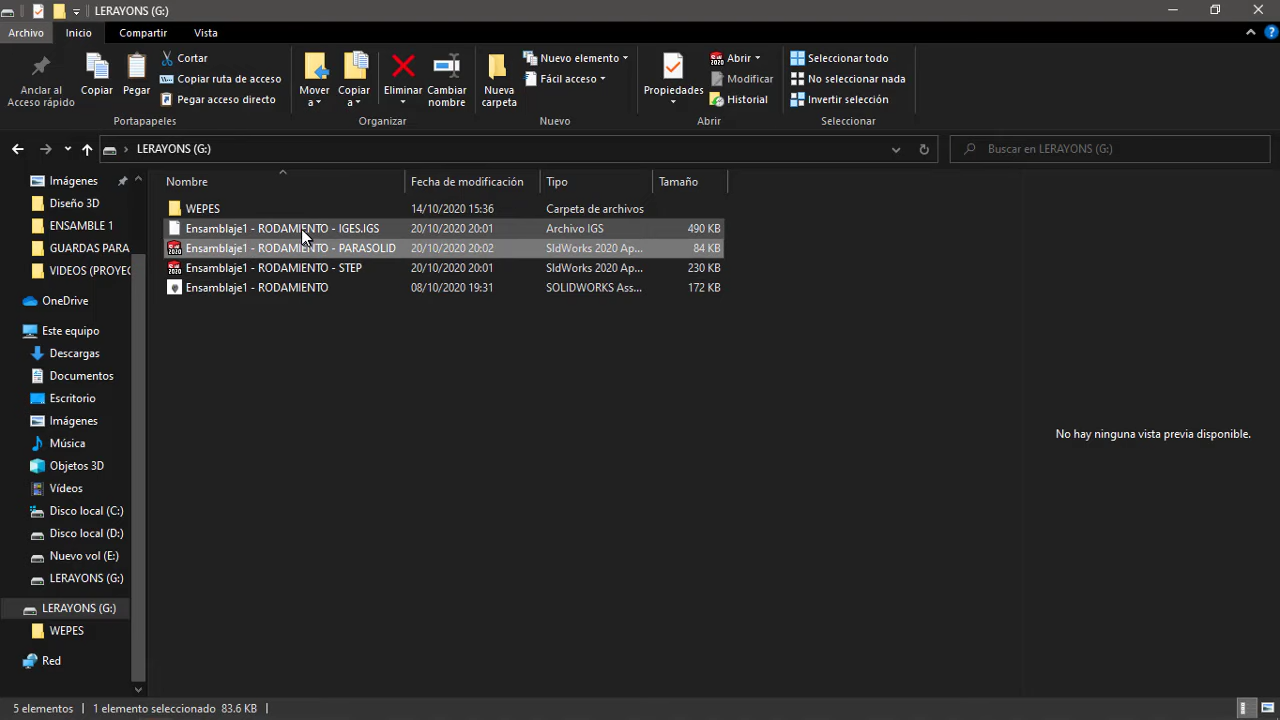 LERAYONS (G:)
Archivo Inicio Compartir Vista
Anclar al Acceso rápido
Copiar
Pegar
Cortar
Copiar ruta de acceso
Pegar acceso directo
Portapapeles
Mover a
Copiar a
Eliminar
Cambiar nombre
Organizar
Nueva carpeta
Nuevo elemento
Fácil acceso
Nuevo
Propiedades
Abrir
Modificar
Historial
Abrir
Seleccionar todo
No seleccionar nada
Invertir selección
Seleccionar
LERAYONS (G:)
Buscar en LERAYONS (G:)
Imágenes
Diseño 3D
ENSAMBLE 1
GUARDAS PARA
VIDEOS (PROYEC
OneDrive
Este equipo
Descargas
Documentos
Escritorio
Imágenes
Música
Objetos 3D
Vídeos
Disco local (C:)
Disco local (D:)
Nuevo vol (E:)
LERAYONS (G:)
LERAYONS (G:)
WEPES
Red
Nombre Fecha de modificación Tipo Tamaño
WEPES 14/10/2020 15:36 Carpeta de archivos
Ensamblaje1 - RODAMIENTO - IGES.IGS 20/10/2020 20:01 Archivo IGS 490 KB
Ensamblaje1 - RODAMIENTO - PARASOLID 20/10/2020 20:02 SldWorks 2020 Ap... 84 KB
Ensamblaje1 - RODAMIENTO - STEP 20/10/2020 20:01 SldWorks 2020 Ap... 230 KB
Ensamblaje1 - RODAMIENTO 08/10/2020 19:31 SOLIDWORKS Ass... 172 KB
No hay ninguna vista previa disponible.
5 elementos 1 elemento seleccionado 83.6 KB